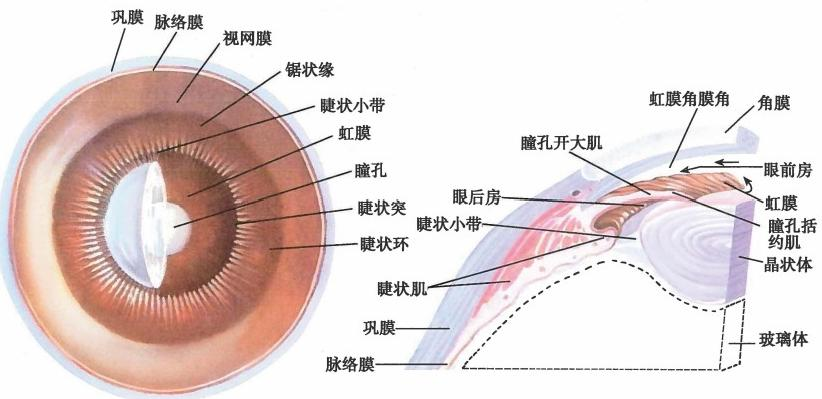 巩膜
脉络膜
视网膜
锯状缘
睫状小带
虹膜
瞳孔
睫状突
睫状环
虹膜角膜角
角膜
瞳孔开大肌
眼前房
眼后房
虹膜
睫状小带
瞳孔括
约肌
晶状体
睫状肌
巩膜
玻璃体
脉络膜